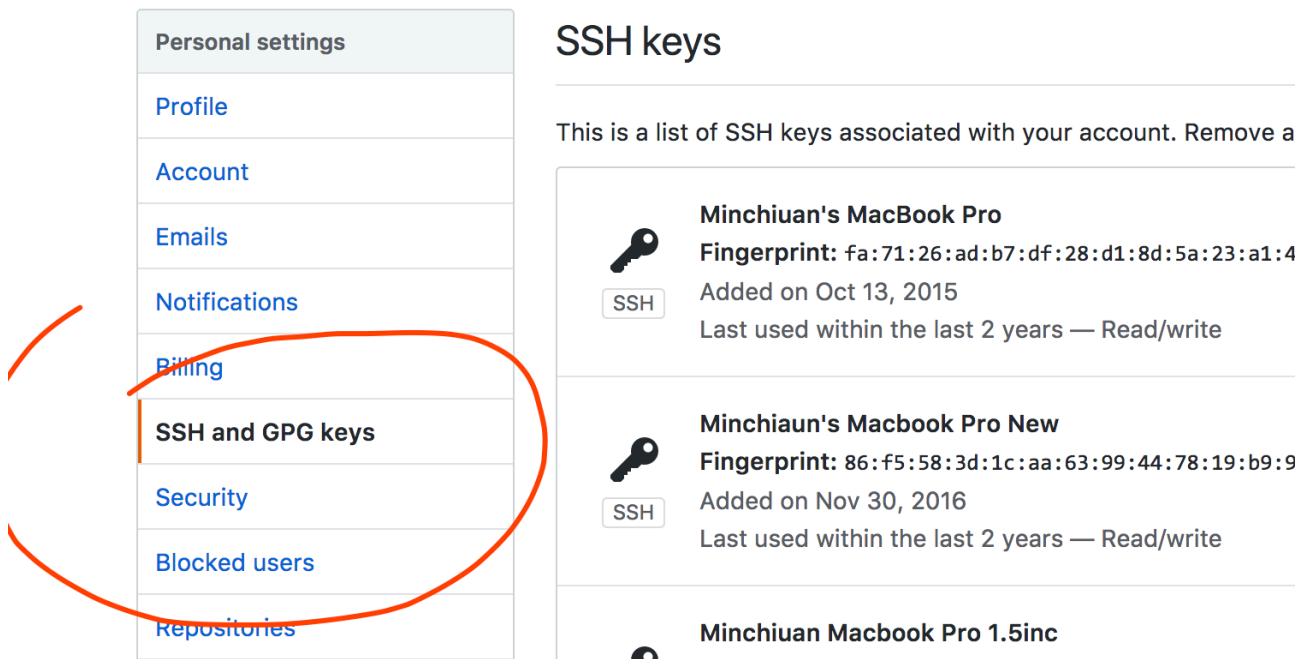 Personal settings
Profile
Account
Emails
Notifications
Billing
SSH and GPG keys
Security
Blocked users
Repositories
SSH keys
This is a list of SSH keys associated with your account. Remove a
Minchiuan's MacBook Pro
Fingerprint: fa:71:26:ad:b7:df:28:d1:8d:5a:23:a1:4
SSH
Added on Oct 13, 2015
Last used within the last 2 years — Read/write
Minchiaun's Macbook Pro New
Fingerprint: 86:f5:58:3d:1c:aa:63:99:44:78:19:b9:9
SSH
Added on Nov 30, 2016
Last used within the last 2 years — Read/write
Minchiuan Macbook Pro 1.5inc